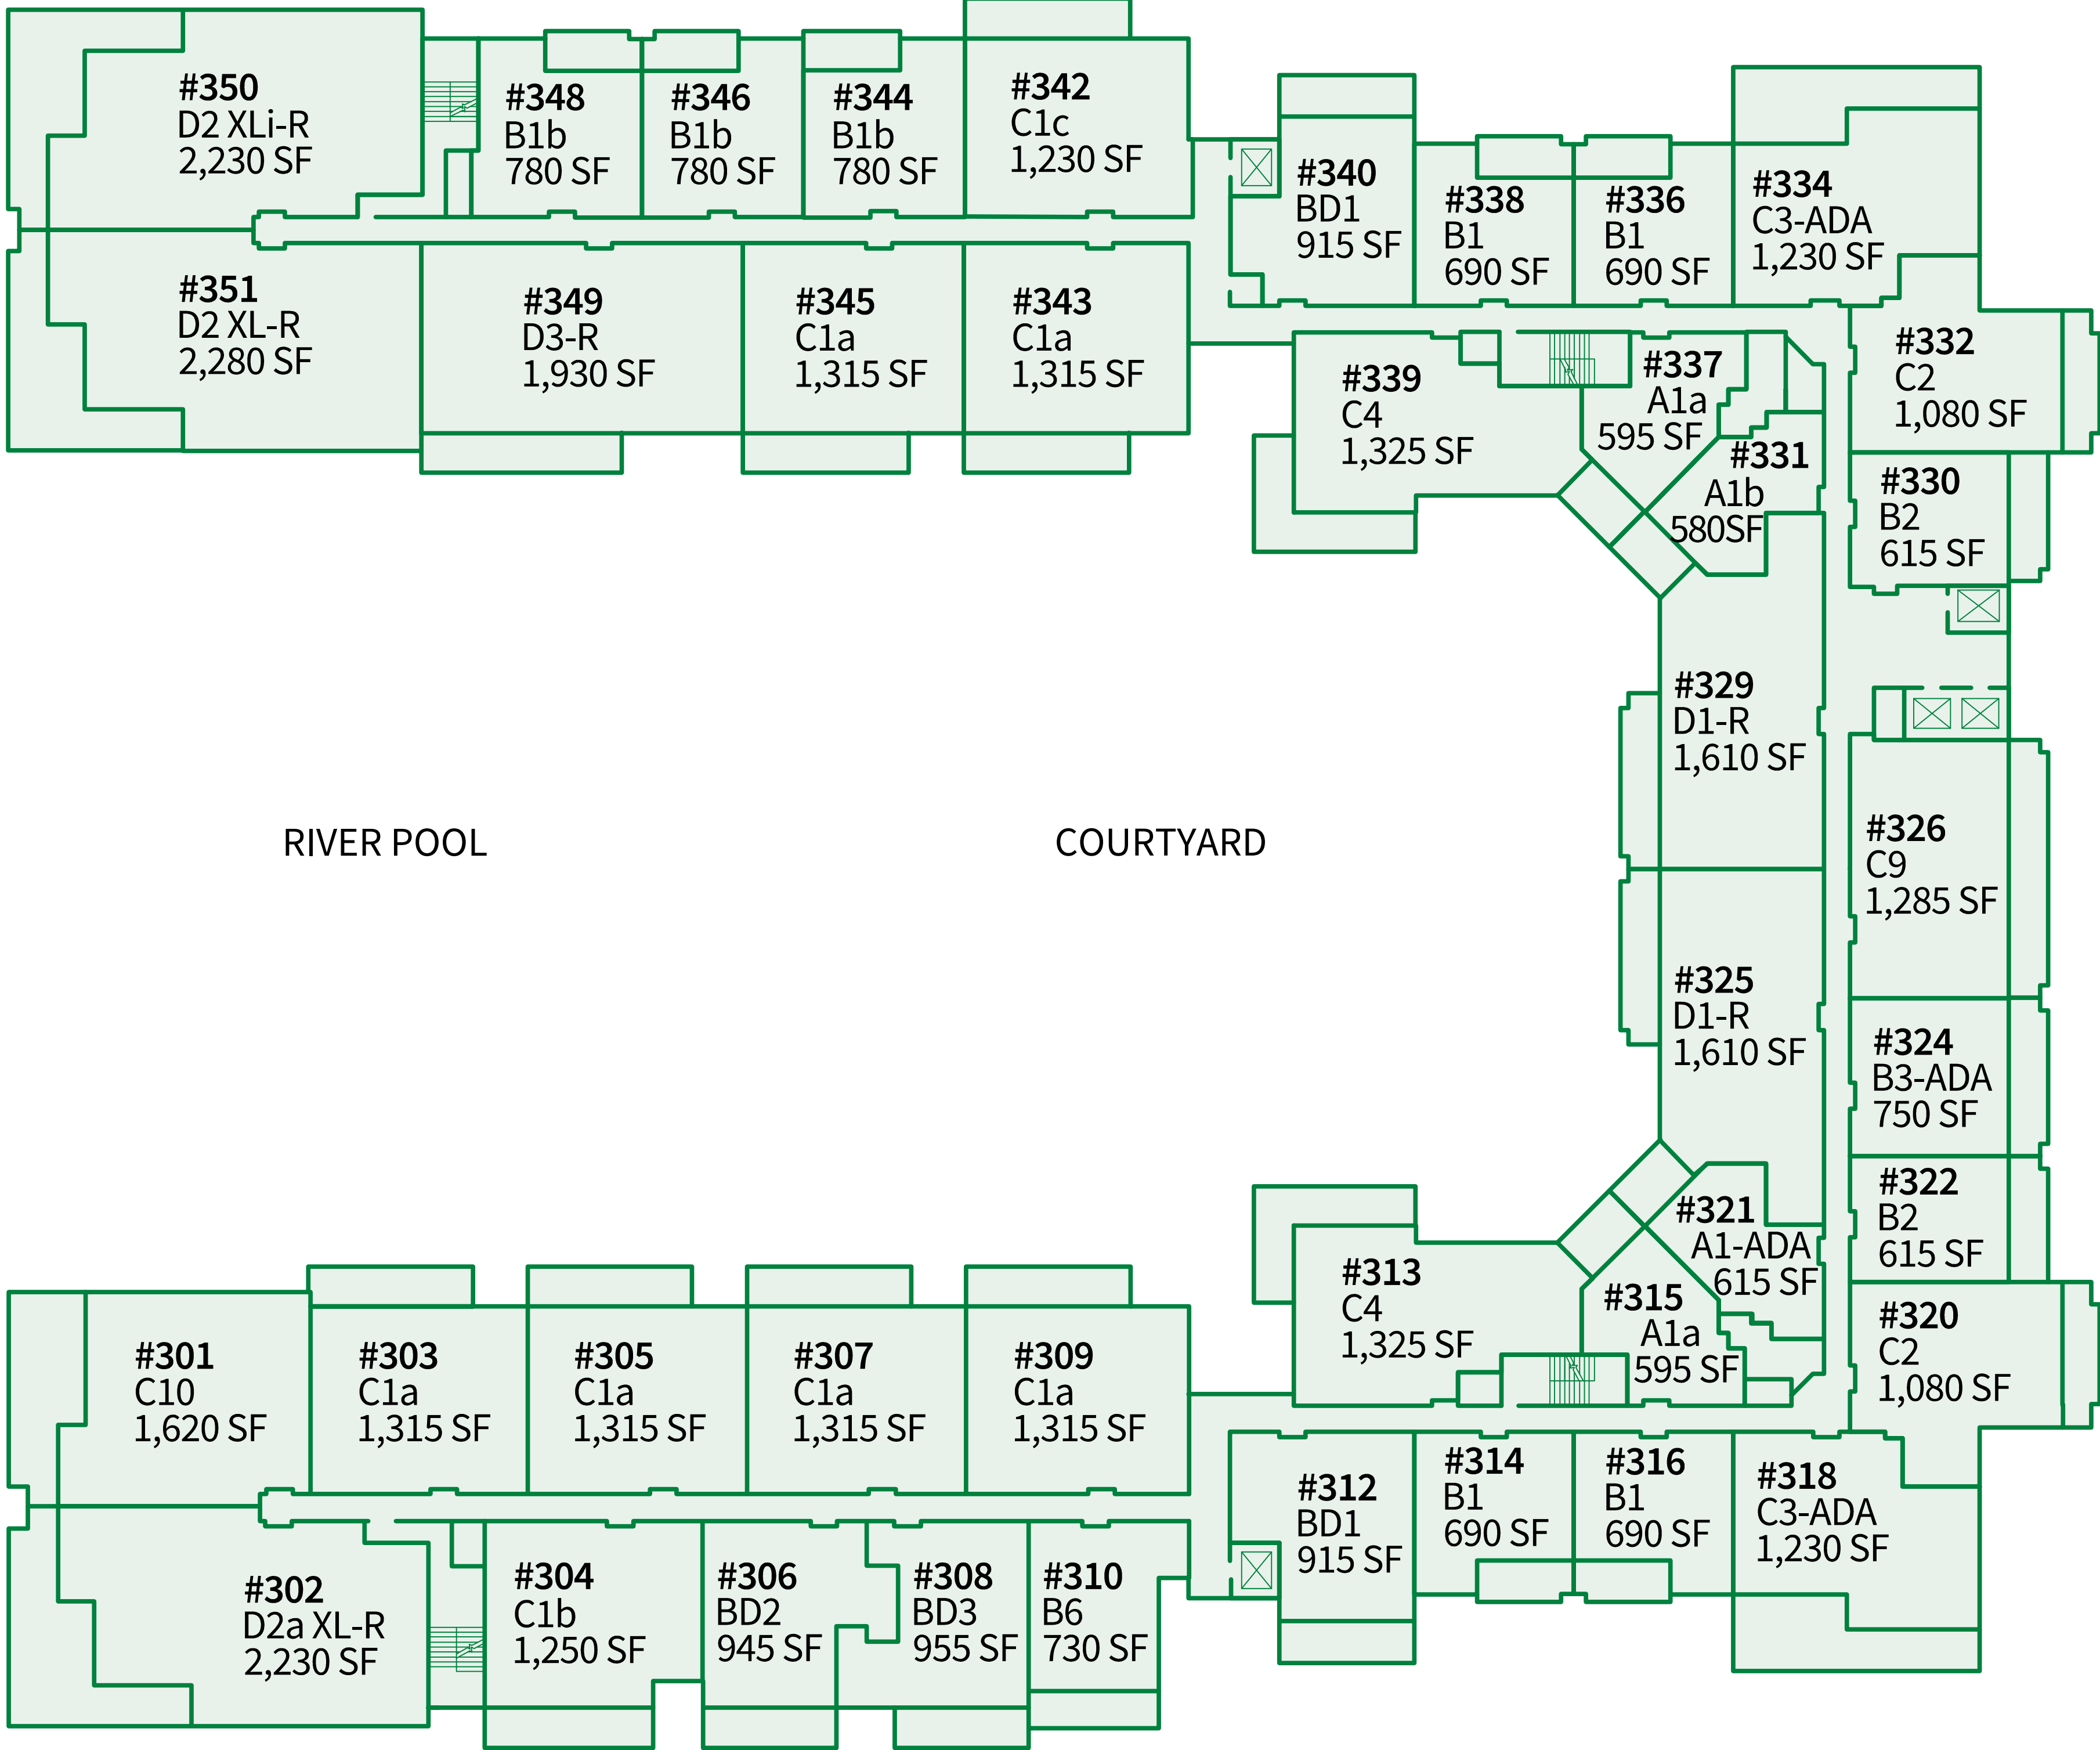 #350
D2 XLi-R
2,230 SF
#348
B1b
780 SF
#346
B1b
780 SF
#344
B1b
780 SF
#342
C1c
1,230 SF
#340
BD1
915 SF
#338
B1
690 SF
#336
B1
690 SF
#334
C3-ADA
1,230 SF
#351
D2 XL-R
2,280 SF
#349
D3-R
1,930 SF
#345
C1a
1,315 SF
#343
C1a
1,315 SF
#339
C4
1,325 SF
#337
A1a
595 SF
#331
A1b
580SF
#332
C2
1,080 SF
#330
B2
615 SF
#329
D1-R
1,610 SF
RIVER POOL
COURTYARD
#326
C9
1,285 SF
#325
D1-R
1,610 SF
#324
B3-ADA
750 SF
#322
B2
615 SF
#321
A1-ADA
615 SF
#320
C2
1,080 SF
#301
C10
1,620 SF
#303
C1a
1,315 SF
#305
C1a
1,315 SF
#307
C1a
1,315 SF
#309
C1a
1,315 SF
#313
C4
1,325 SF
#315
A1a
595 SF
#302
D2a XL-R
2,230 SF
#304
C1b
1,250 SF
#306
BD2
945 SF
#308
BD3
955 SF
#310
B6
730 SF
#312
BD1
915 SF
#314
B1
690 SF
#316
B1
690 SF
#318
C3-ADA
1,230 SF